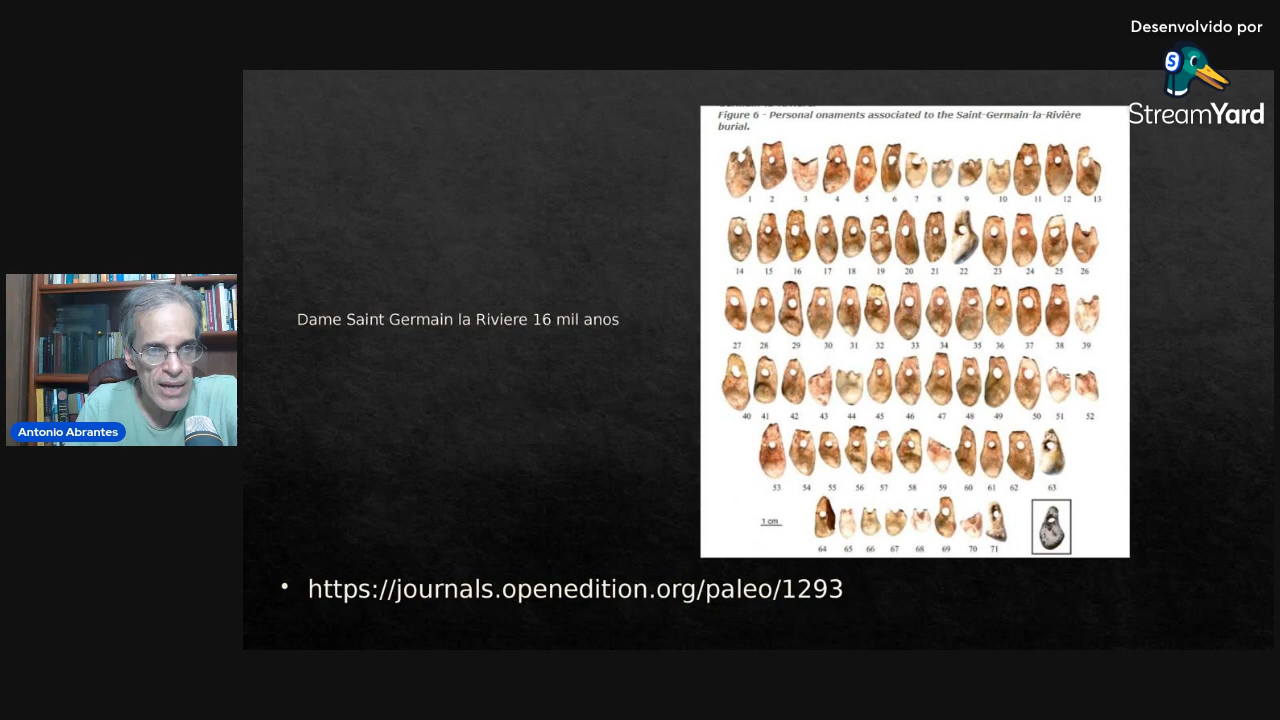 Desenvolvido por
StreamYard
Figure 6 - Personal onaments associated to the Saint-Germain-la-Rivière
burial.
1 2 3 4 5 6 7 8 9 10 11 12 13
14 15 16 17 18 19 20 21 22 23 24 25 26
Dame Saint Germain la Riviere 16 mil anos
27 28 29 30 31 32 33 34 35 36 37 38 39
40 41 42 43 44 45 46 47 48 49 50 51 52
Antonio Abrantes
53 54 55 56 57 58 59 60 61 62 63
1 cm
64 65 66 67 68 69 70 71
• https://journals.openedition.org/paleo/1293